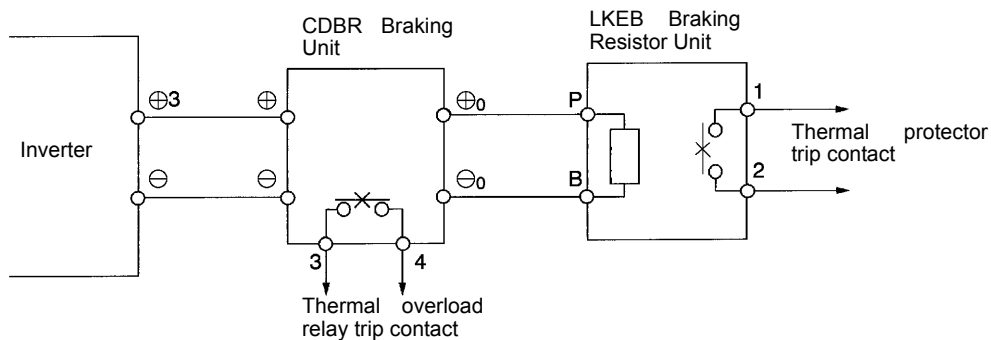 CDBR Braking
Unit
LKEB Braking
Resistor Unit
⊕3
⊕
⊕0
P
1
Inverter
Thermal protector
trip contact
⊖
⊖
⊖0
B
2
3
4
Thermal overload
relay trip contact